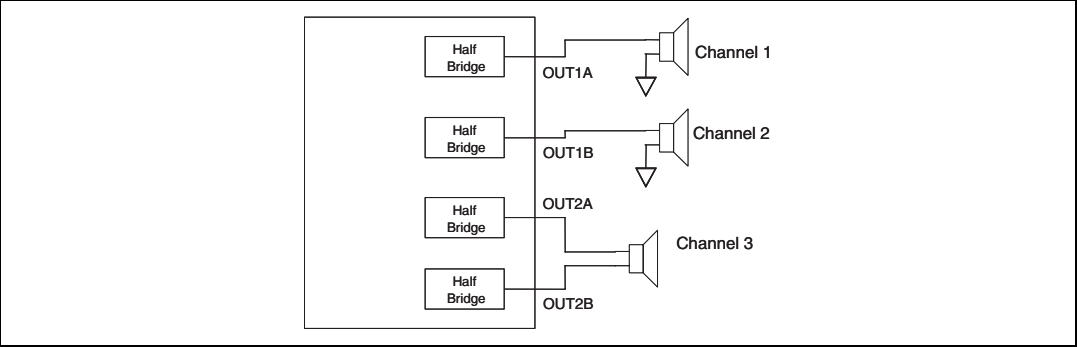 Half
Bridge
OUT1A
Channel 1
Half
Bridge
OUT1B
Channel 2
Half
Bridge
OUT2A
Channel 3
Half
Bridge
OUT2B